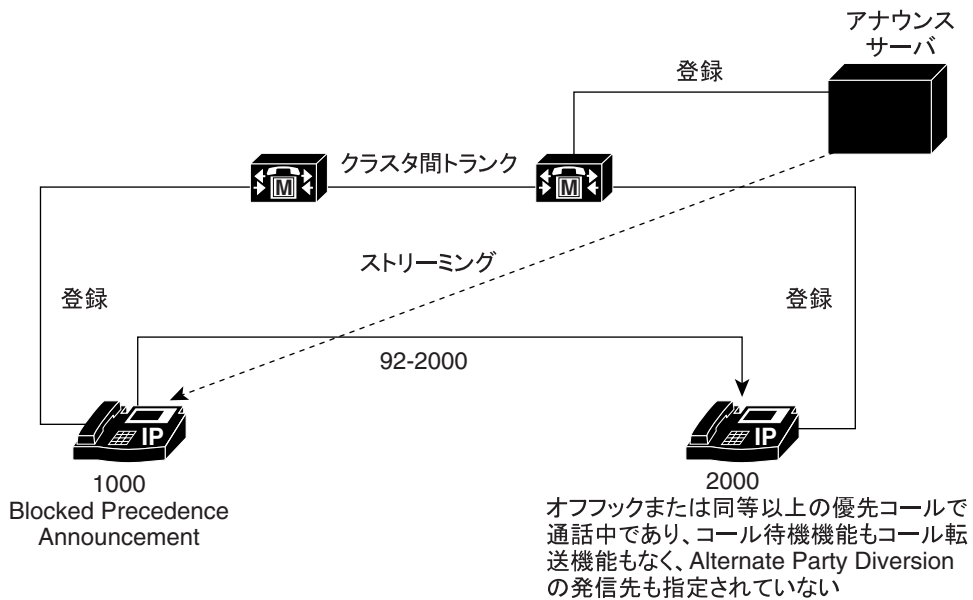 アナウンス
サーバ
登録
クラスタ間トランク
M
M
ストリーミング
登録
登録
92-2000
IP
IP
1000
Blocked Precedence
Announcement
2000
オフフックまたは同等以上の優先コールで
通話中であり、コール待機機能もコール転
送機能もなく、Alternate Party Diversion
の発信先も指定されていない